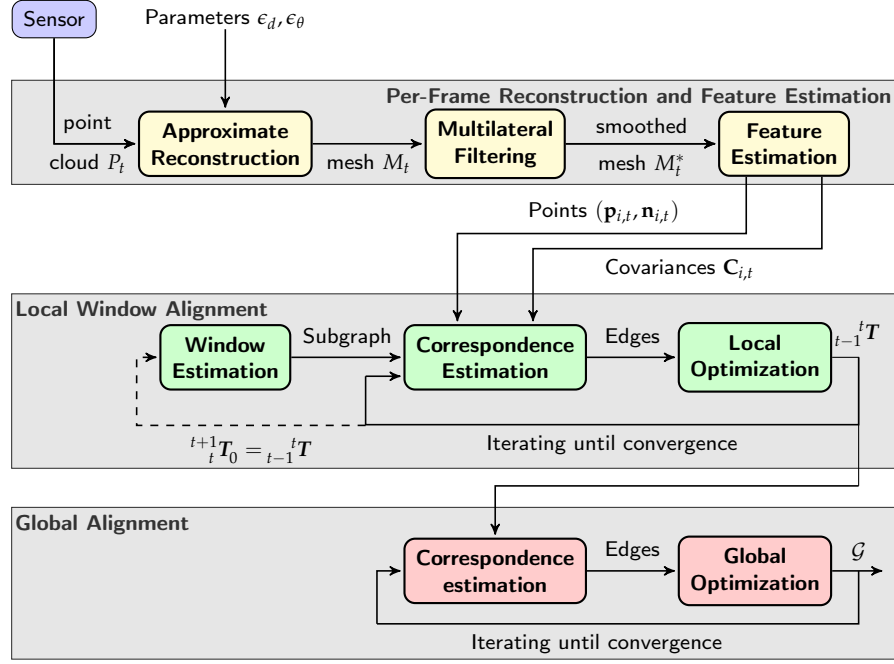 Sensor
Parameters ϵ_d, ϵ_θ
Per-Frame Reconstruction and Feature Estimation
point
cloud P_t
Approximate
Reconstruction
mesh M_t
Multilateral
Filtering
smoothed
mesh M_t^*
Feature
Estimation
Points (p_{i,t}, n_{i,t})
Covariances C_{i,t}
Local Window Alignment
Window
Estimation
Subgraph
Correspondence
Estimation
Edges
Local
Optimization
_{t−1}^{t}T
_{t}^{t+1}T_0 = _{t−1}^{t}T
Iterating until convergence
Global Alignment
Correspondence
estimation
Edges
Global
Optimization
𝒢
Iterating until convergence